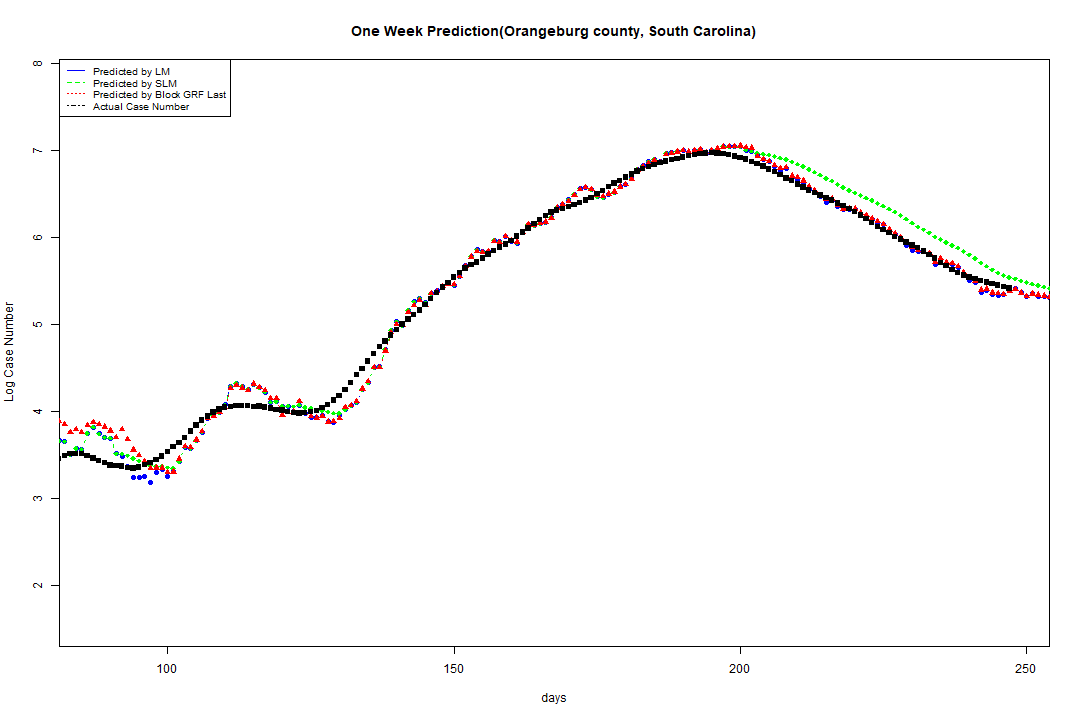 One Week Prediction(Orangeburg county, South Carolina)
Predicted by LM
Predicted by SLM
Predicted by Block GRF Last
Actual Case Number
8
7
6
5
4
3
2
Log Case Number
100 150 200 250
days